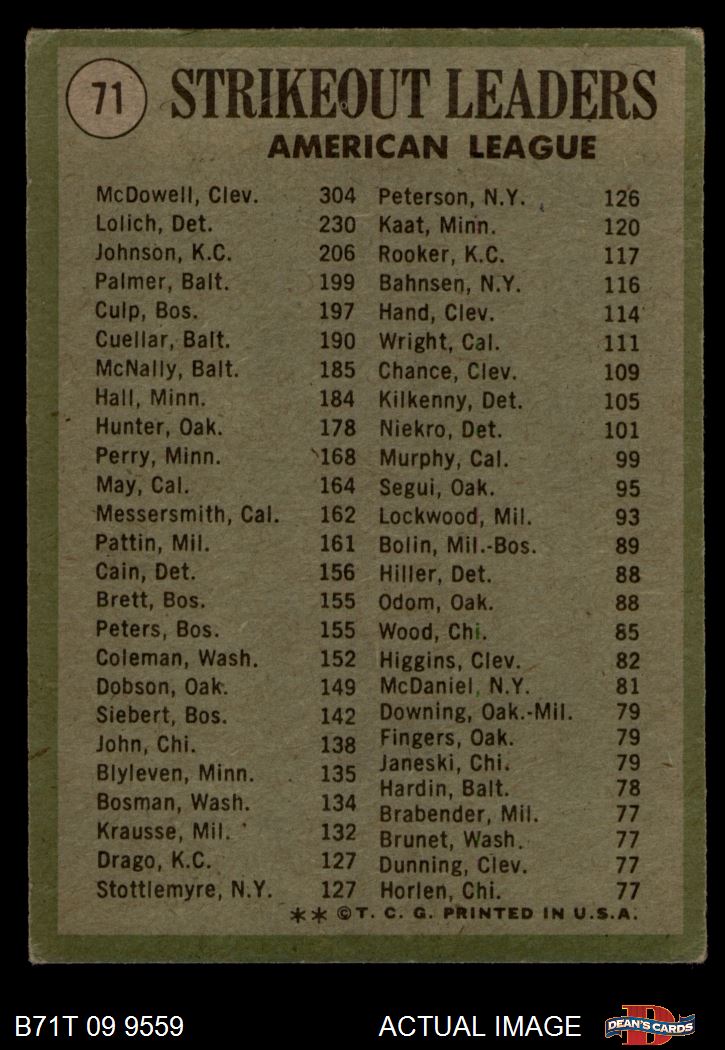 71
STRIKEOUT LEADERS
AMERICAN LEAGUE
McDowell, Clev. 304
Lolich, Det. 230
Johnson, K.C. 206
Palmer, Balt. 199
Culp, Bos. 197
Cuellar, Balt. 190
McNally, Balt. 185
Hall, Minn. 184
Hunter, Oak. 178
Perry, Minn. 168
May, Cal. 164
Messersmith, Cal. 162
Pattin, Mil. 161
Cain, Det. 156
Brett, Bos. 155
Peters, Bos. 155
Coleman, Wash. 152
Dobson, Oak. 149
Siebert, Bos. 142
John, Chi. 138
Blyleven, Minn. 135
Bosman, Wash. 134
Krausse, Mil. 132
Drago, K.C. 127
Stottlemyre, N.Y. 127
Peterson, N.Y. 126
Kaat, Minn. 120
Rooker, K.C. 117
Bahnsen, N.Y. 116
Hand, Clev. 114
Wright, Cal. 111
Chance, Clev. 109
Kilkenny, Det. 105
Niekro, Det. 101
Murphy, Cal. 99
Segui, Oak. 95
Lockwood, Mil. 93
Bolin, Mil.-Bos. 89
Hiller, Det. 88
Odom, Oak. 88
Wood, Chi. 85
Higgins, Clev. 82
McDaniel, N.Y. 81
Downing, Oak.-Mil. 79
Fingers, Oak. 79
Janeski, Chi. 79
Hardin, Balt. 78
Brabender, Mil. 77
Brunet, Wash. 77
Dunning, Clev. 77
Horlen, Chi. 77
** ©T. C. G. PRINTED IN U.S.A.
B71T 09 9559
ACTUAL IMAGE
D
DEAN'S CARDS